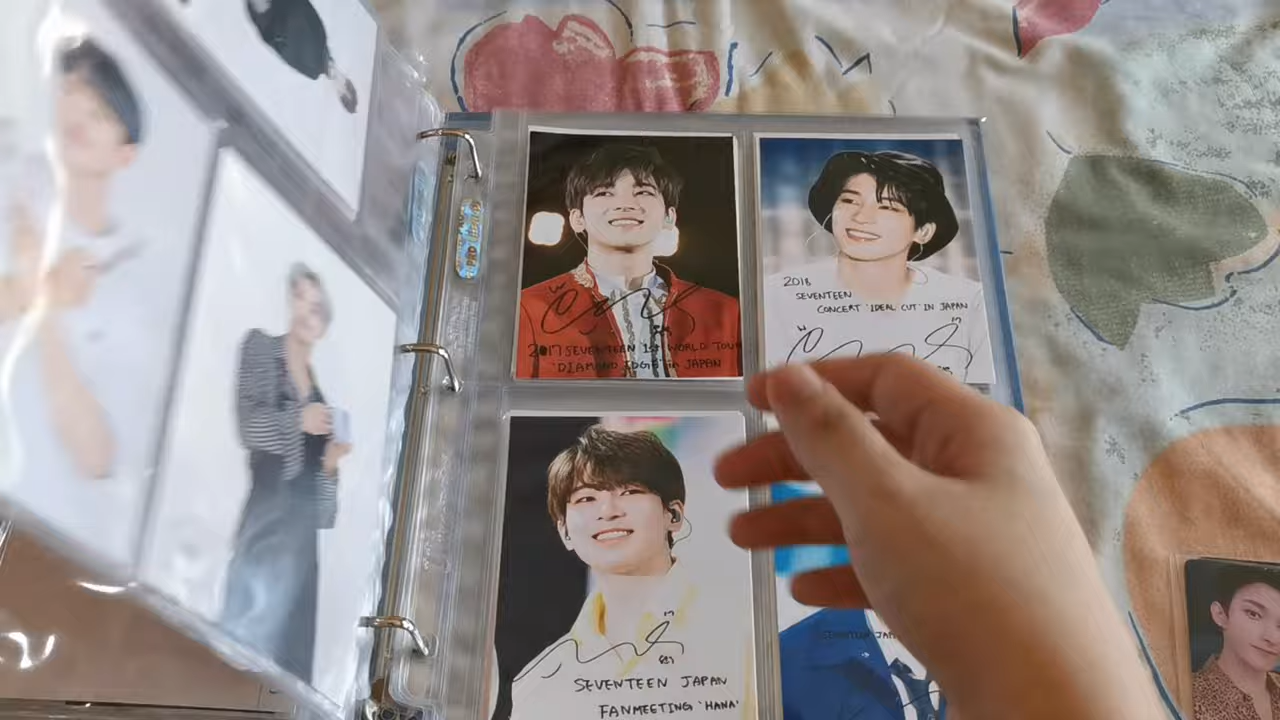 2017 SEVENTEEN 1st WORLD TOUR
'DIAMOND EDGE' in JAPAN
2018
SEVENTEEN
CONCERT 'IDEAL CUT' IN JAPAN
SEVENTEEN JAPAN
FANMEETING 'HANA'
SEVENTEEN